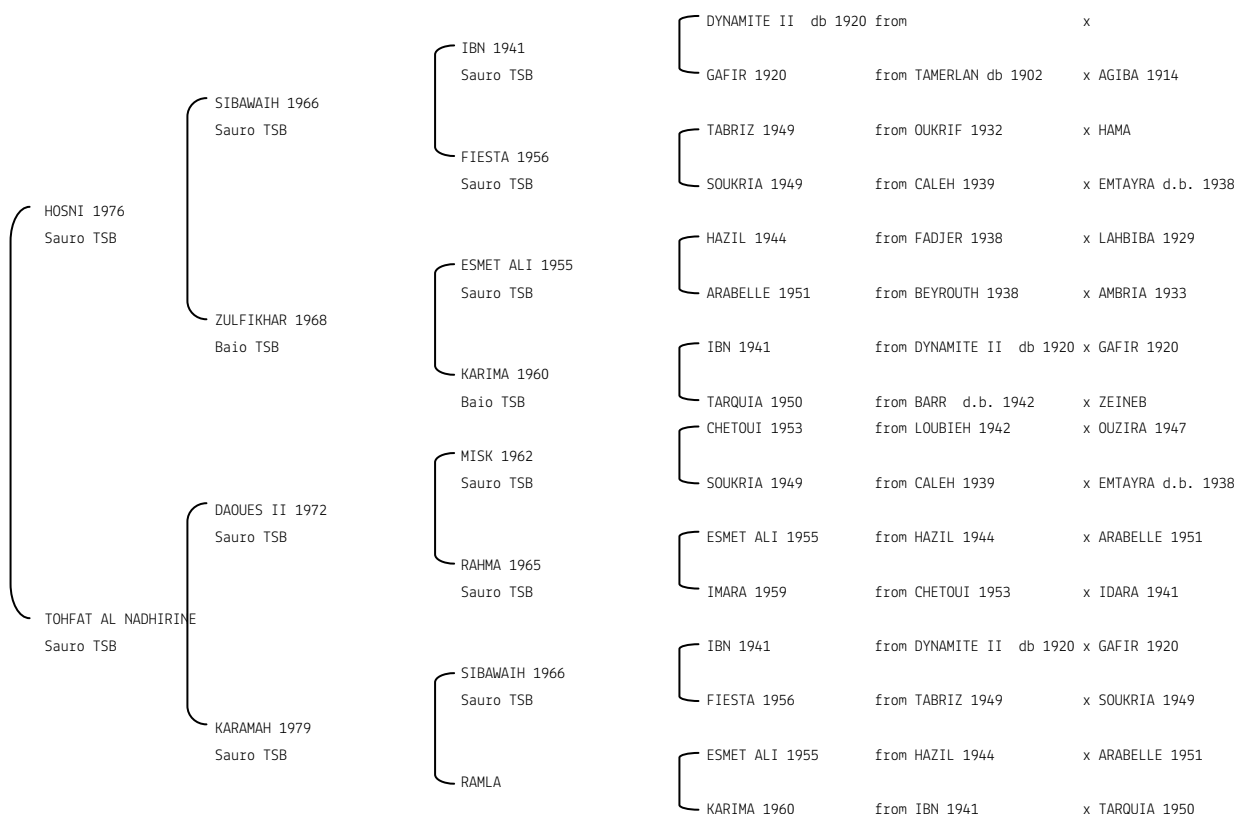 DYNAMITE II db 1920 from x
IBN 1941
Sauro TSB GAFIR 1920 from TAMERLAN db 1902 x AGIBA 1914
SIBAWAIH 1966
Sauro TSB TABRIZ 1949 from OUKRIF 1932 x HAMA
FIESTA 1956
Sauro TSB SOUKRIA 1949 from CALEH 1939 x EMTAYRA d.b. 1938
HOSNI 1976
Sauro TSB HAZIL 1944 from FADJER 1938 x LAHBIBA 1929
ESMET ALI 1955
Sauro TSB ARABELLE 1951 from BEYROUTH 1938 x AMBRIA 1933
ZULFIKHAR 1968
Baio TSB IBN 1941 from DYNAMITE II db 1920 x GAFIR 1920
KARIMA 1960
Baio TSB TARQUIA 1950 from BARR d.b. 1942 x ZEINEB
CHETOUI 1953 from LOUBIEH 1942 x OUZIRA 1947
MISK 1962
Sauro TSB SOUKRIA 1949 from CALEH 1939 x EMTAYRA d.b. 1938
DAOUES II 1972
Sauro TSB ESMET ALI 1955 from HAZIL 1944 x ARABELLE 1951
RAHMA 1965
Sauro TSB IMARA 1959 from CHETOUI 1953 x IDARA 1941
TOHFAT AL NADHIRINE
Sauro TSB IBN 1941 from DYNAMITE II db 1920 x GAFIR 1920
SIBAWAIH 1966
Sauro TSB FIESTA 1956 from TABRIZ 1949 x SOUKRIA 1949
KARAMAH 1979
Sauro TSB ESMET ALI 1955 from HAZIL 1944 x ARABELLE 1951
RAMLA
KARIMA 1960 from IBN 1941 x TARQUIA 1950